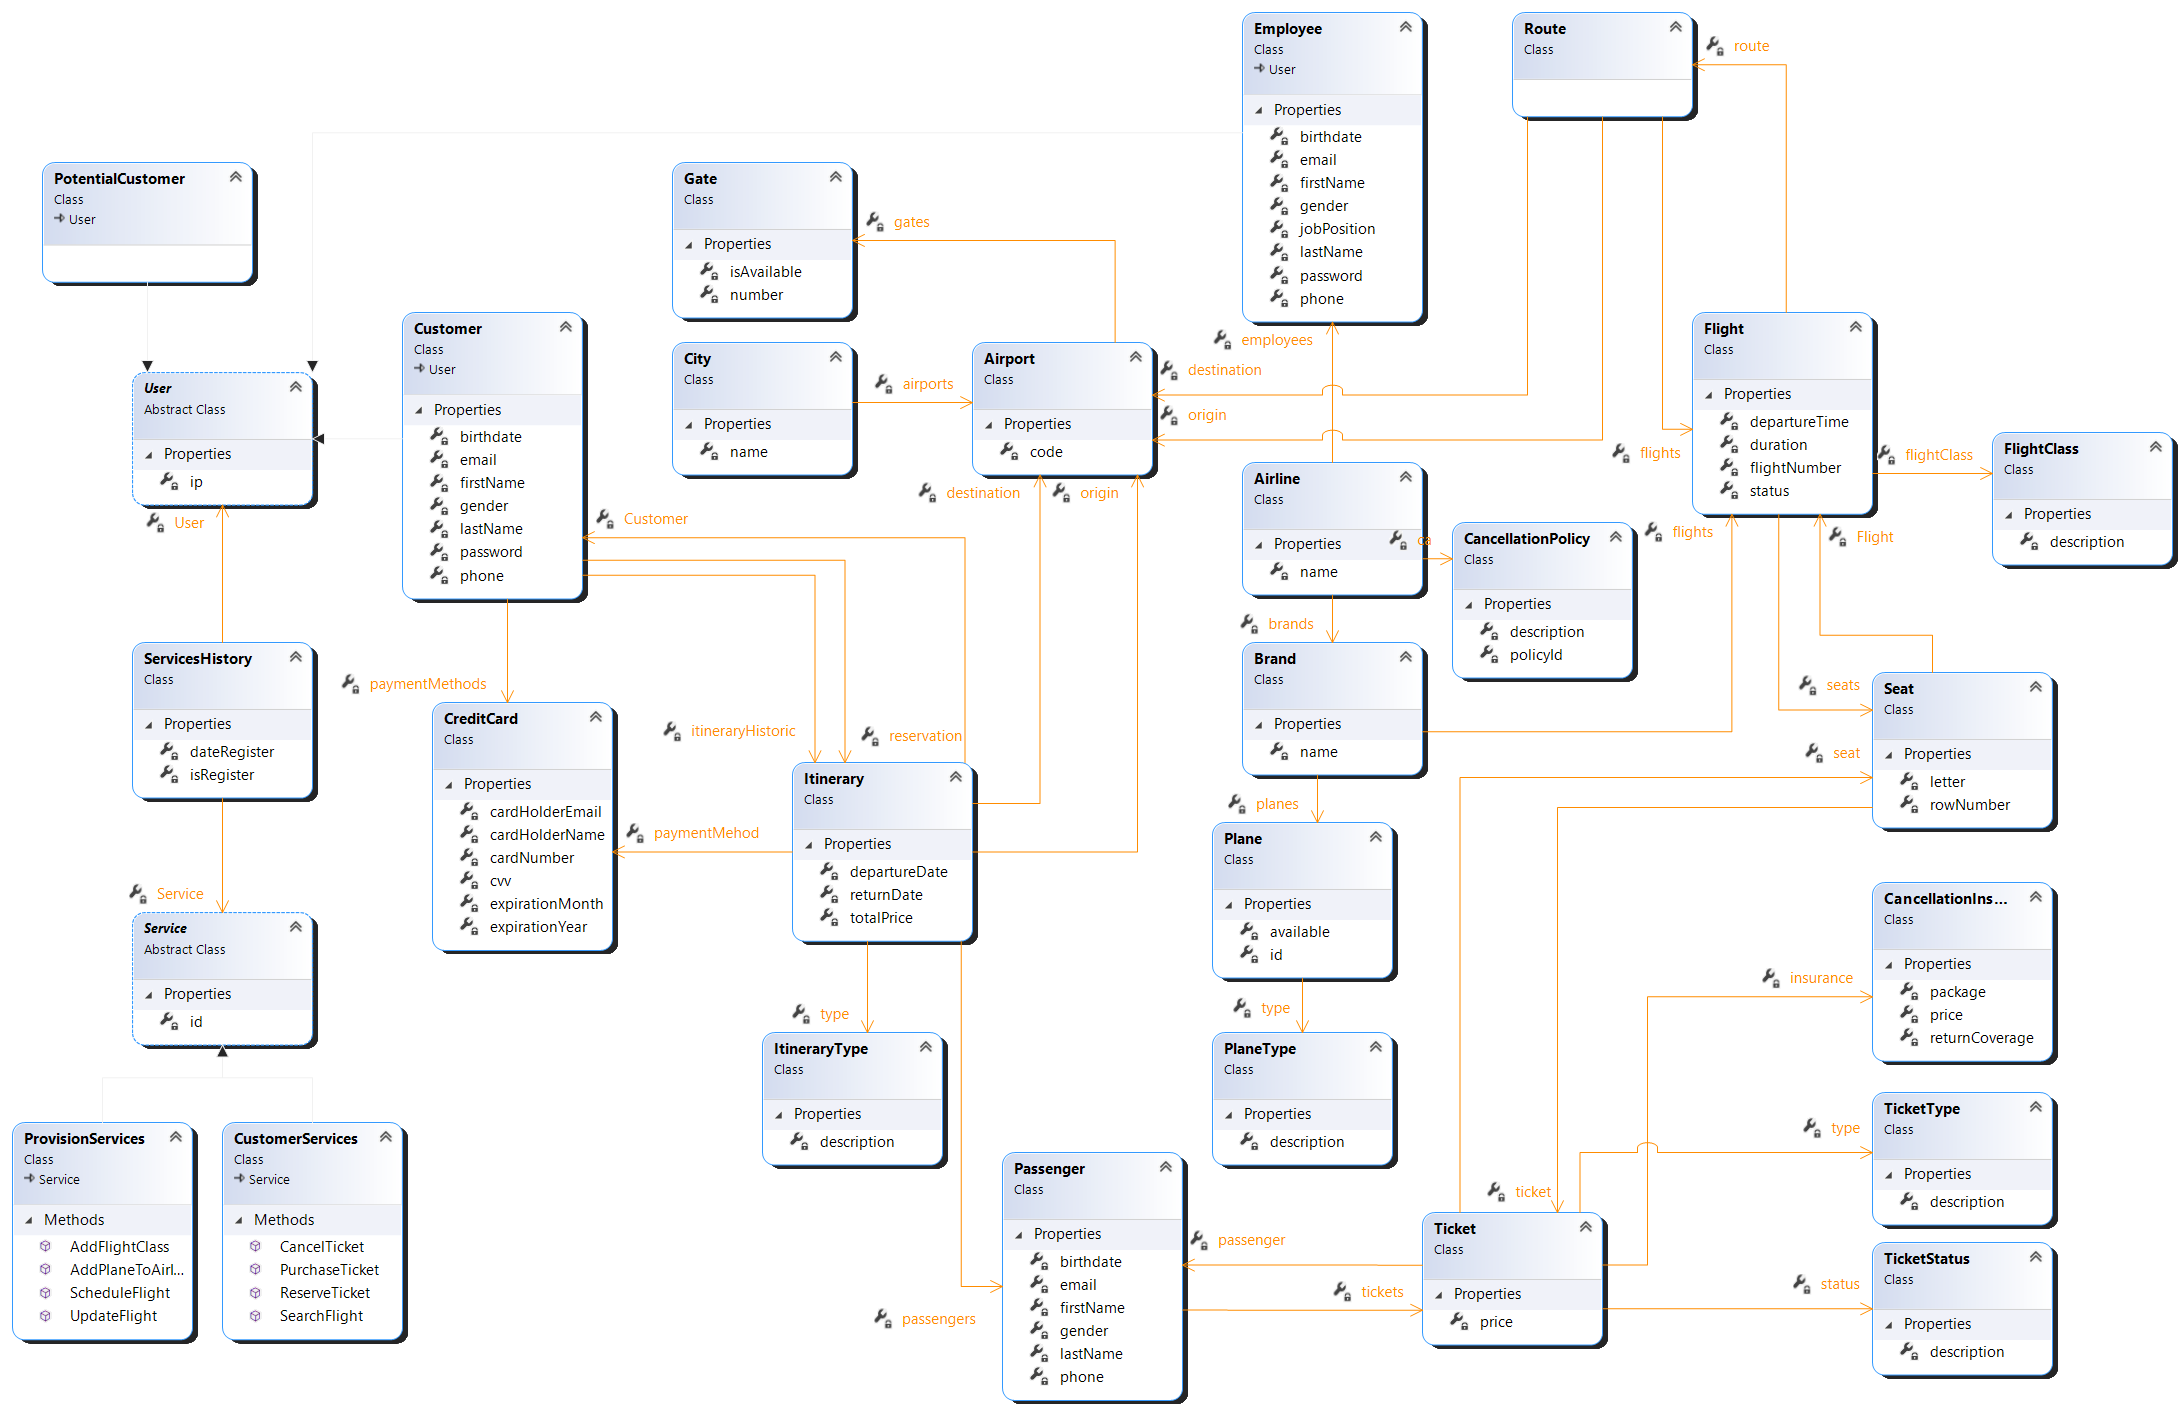 Employee
Class
User
Properties
birthdate
email
firstName
gender
jobPosition
lastName
password
phone
Route
Class
route
PotentialCustomer
Class
User
Gate
Class
Properties
isAvailable
number
gates
Customer
Class
User
Properties
birthdate
email
firstName
gender
lastName
password
phone
City
Class
Properties
name
airports
Airport
Class
Properties
code
employees
destination
origin
Flight
Class
Properties
departureTime
duration
flightNumber
status
flights
flightClass
FlightClass
Class
Properties
description
User
Abstract Class
Properties
ip
User
destination
origin
Customer
Airline
Class
Properties
name
ca
CancellationPolicy
Class
Properties
description
policyId
flights
Flight
brands
Brand
Class
Properties
name
ServicesHistory
Class
Properties
dateRegister
isRegister
paymentMethods
CreditCard
Class
Properties
cardHolderEmail
cardHolderName
cardNumber
cvv
expirationMonth
expirationYear
itineraryHistoric
reservation
Itinerary
Class
Properties
departureDate
returnDate
totalPrice
paymentMehod
seats
seat
Seat
Class
Properties
letter
rowNumber
planes
Plane
Class
Properties
available
id
Service
Service
Abstract Class
Properties
id
CancellationIns...
Class
Properties
package
price
returnCoverage
insurance
type
ItineraryType
Class
Properties
description
type
PlaneType
Class
Properties
description
ProvisionServices
Class
Service
Methods
AddFlightClass
AddPlaneToAirl...
ScheduleFlight
UpdateFlight
CustomerServices
Class
Service
Methods
CancelTicket
PurchaseTicket
ReserveTicket
SearchFlight
Passenger
Class
Properties
birthdate
email
firstName
gender
lastName
phone
passengers
passenger
tickets
ticket
Ticket
Class
Properties
price
type
TicketType
Class
Properties
description
status
TicketStatus
Class
Properties
description